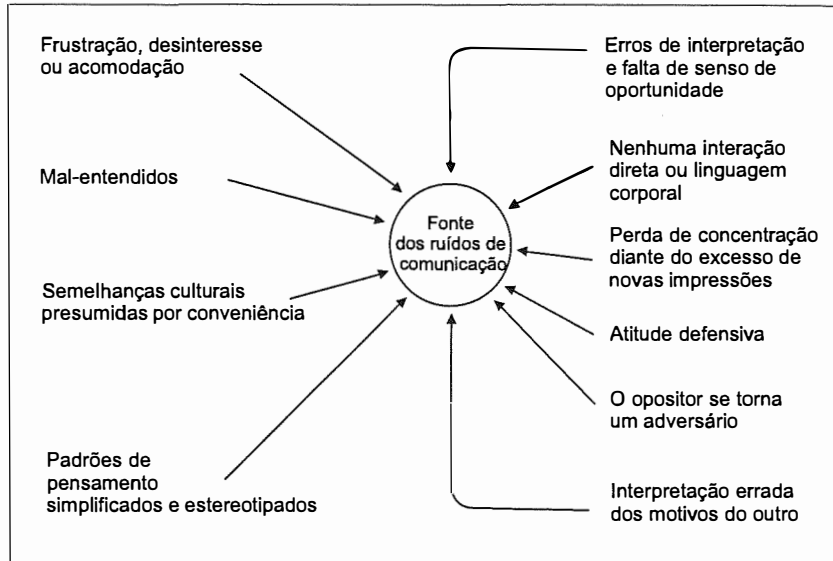 Frustração, desinteresse
ou acomodação
Mal-entendidos
Semelhanças culturais
presumidas por conveniência
Padrões de
pensamento
simplificados e estereotipados
Fonte
dos ruídos de
comunicação
Erros de interpretação
e falta de senso de
oportunidade
Nenhuma interação
direta ou linguagem
corporal
Perda de concentração
diante do excesso de
novas impressões
Atitude defensiva
O opositor se torna
um adversário
Interpretação errada
dos motivos do outro